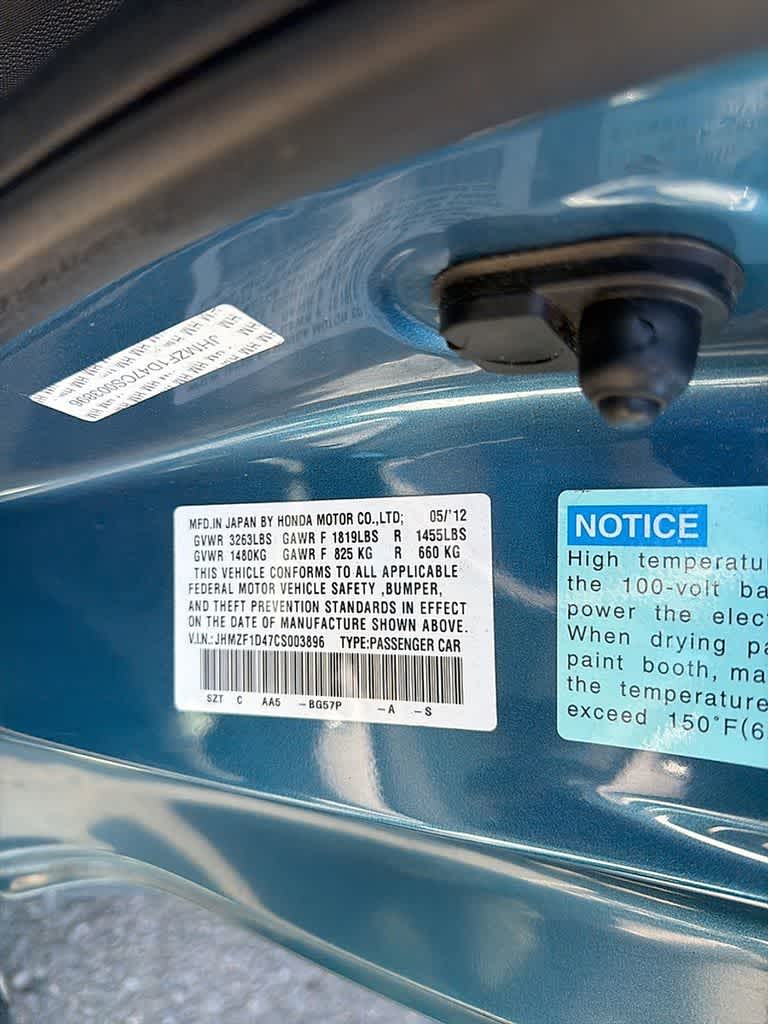 JHMZF1D47CS003896
MFD.IN JAPAN BY HONDA MOTOR CO.,LTD; 05/'12
GVWR 3263LBS GAWR F 1819LBS R 1455LBS
GVWR 1480KG GAWR F 825 KG R 660 KG
THIS VEHICLE CONFORMS TO ALL APPLICABLE
FEDERAL MOTOR VEHICLE SAFETY ,BUMPER,
AND THEFT PREVENTION STANDARDS IN EFFECT
ON THE DATE OF MANUFACTURE SHOWN ABOVE.
V.I.N.:JHMZF1D47CS003896 TYPE:PASSENGER CAR
SZT C AA5 -BG57P -A -S
NOTICE
High temperatu
the 100-volt ba
power the elec
When drying pa
paint booth, ma
the temperature
exceed 150°F(6